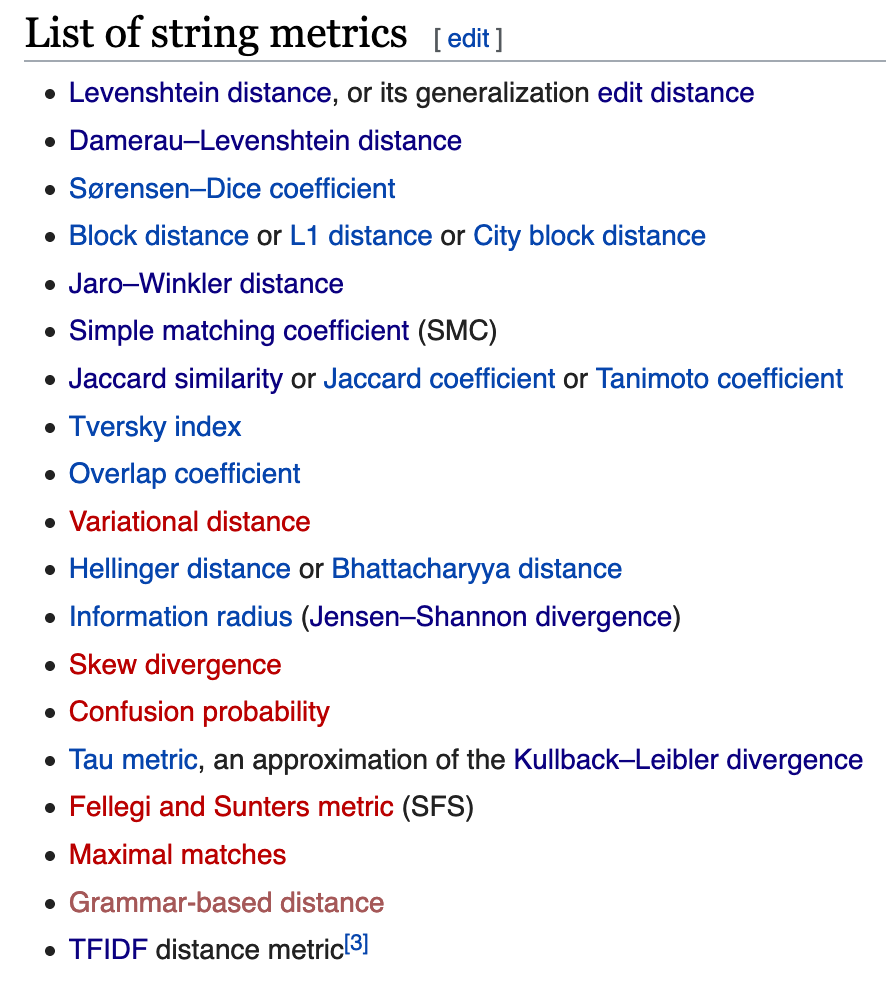 List of string metrics [ edit ]
• Levenshtein distance, or its generalization edit distance
• Damerau–Levenshtein distance
• Sørensen–Dice coefficient
• Block distance or L1 distance or City block distance
• Jaro–Winkler distance
• Simple matching coefficient (SMC)
• Jaccard similarity or Jaccard coefficient or Tanimoto coefficient
• Tversky index
• Overlap coefficient
• Variational distance
• Hellinger distance or Bhattacharyya distance
• Information radius (Jensen–Shannon divergence)
• Skew divergence
• Confusion probability
• Tau metric, an approximation of the Kullback–Leibler divergence
• Fellegi and Sunters metric (SFS)
• Maximal matches
• Grammar-based distance
• TFIDF distance metric[3]